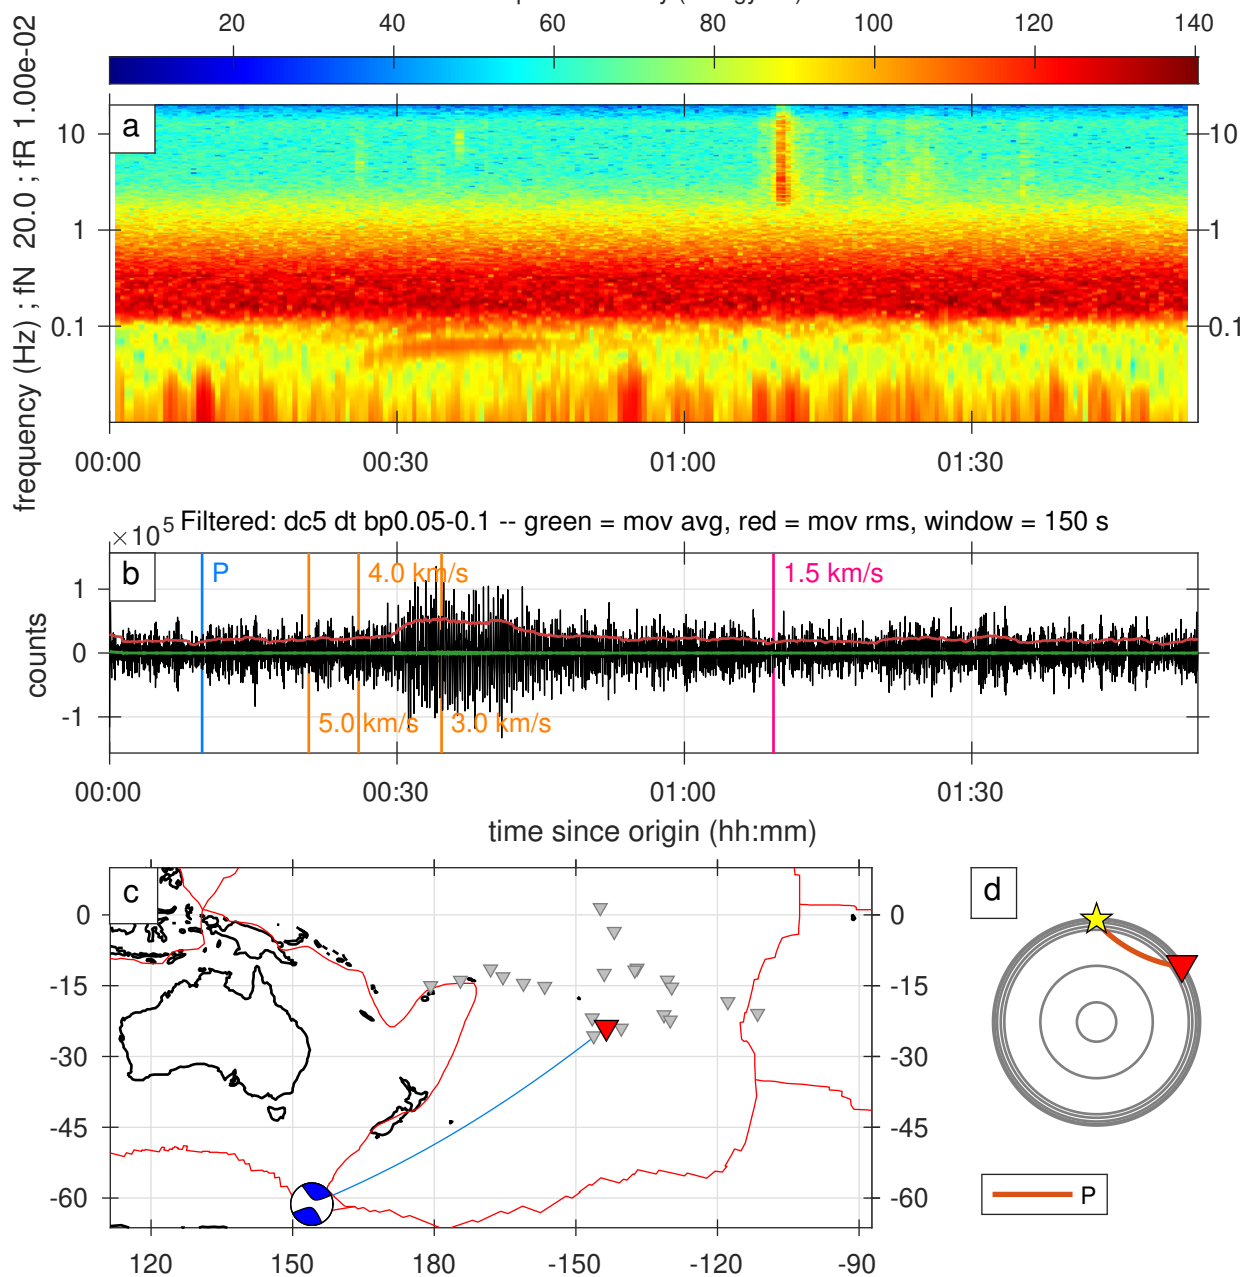 20 40 60 80 100 120 140
a
10 10
1 1
0.1 0.1
frequency (Hz) ; fN 20.0 ; fR 1.00e-02
00:00 00:30 01:00 01:30
×10^5 Filtered: dc5 dt bp0.05-0.1 -- green = mov avg, red = mov rms, window = 150 s
b
P 4.0 km/s 1.5 km/s
1
0
-1
counts
5.0 km/s 3.0 km/s
00:00 00:30 01:00 01:30
time since origin (hh:mm)
c
d
0 0
-15 -15
-30 -30
-45 -45
-60 -60
120 150 180 -150 -120 -90
P